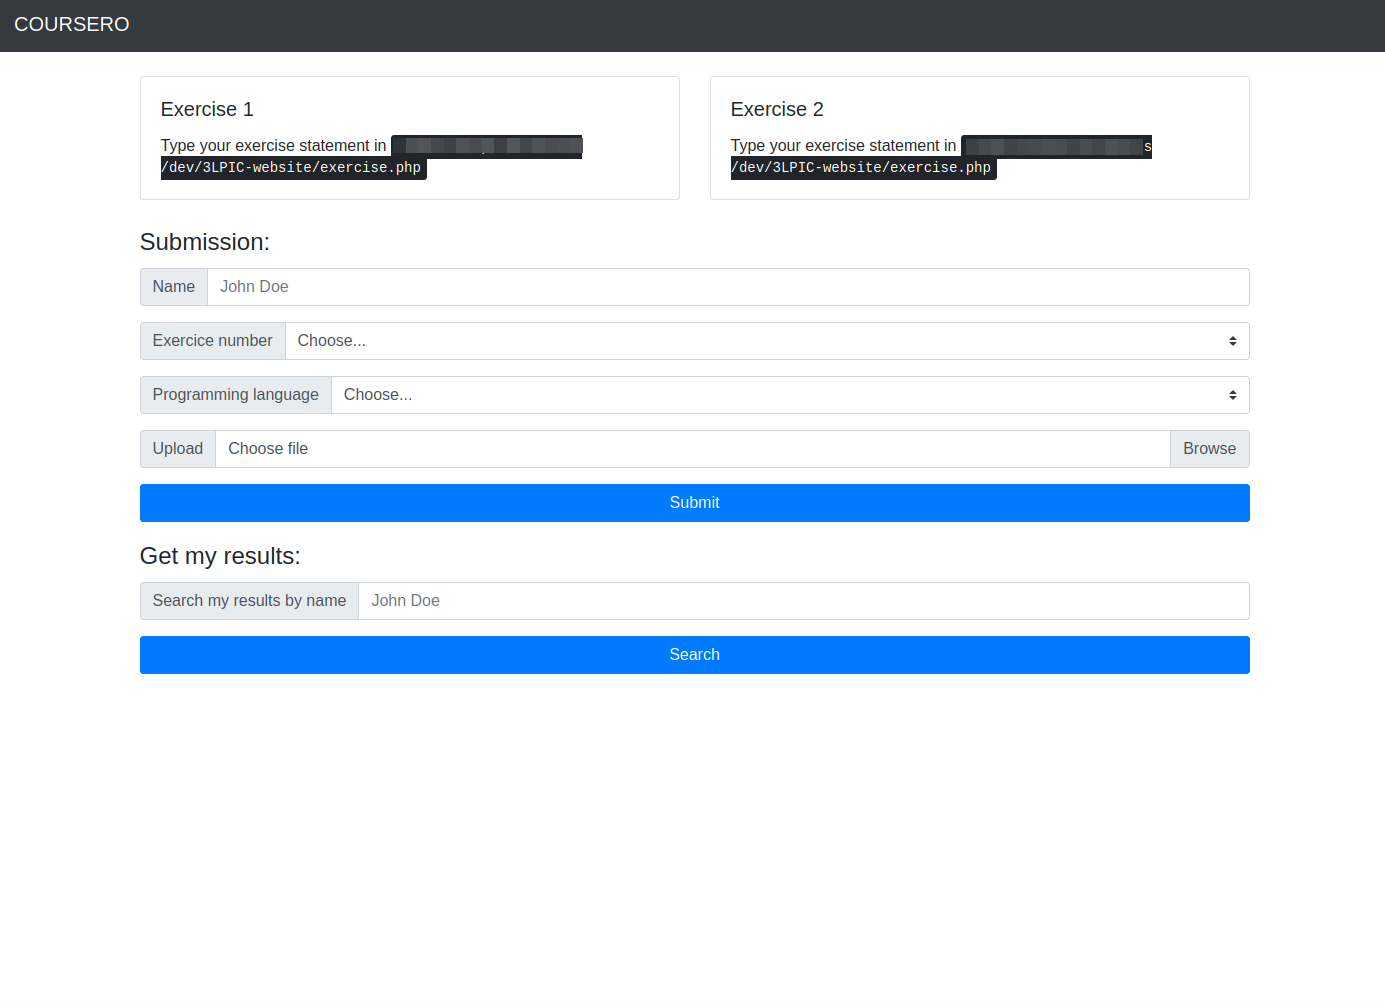 COURSERO
Exercise 1
Type your exercise statement in
/dev/3LPIC-website/exercise.php
Exercise 2
Type your exercise statement in s
/dev/3LPIC-website/exercise.php
Submission:
Name John Doe
Exercice number Choose...
Programming language Choose...
Upload Choose file Browse
Submit
Get my results:
Search my results by name John Doe
Search